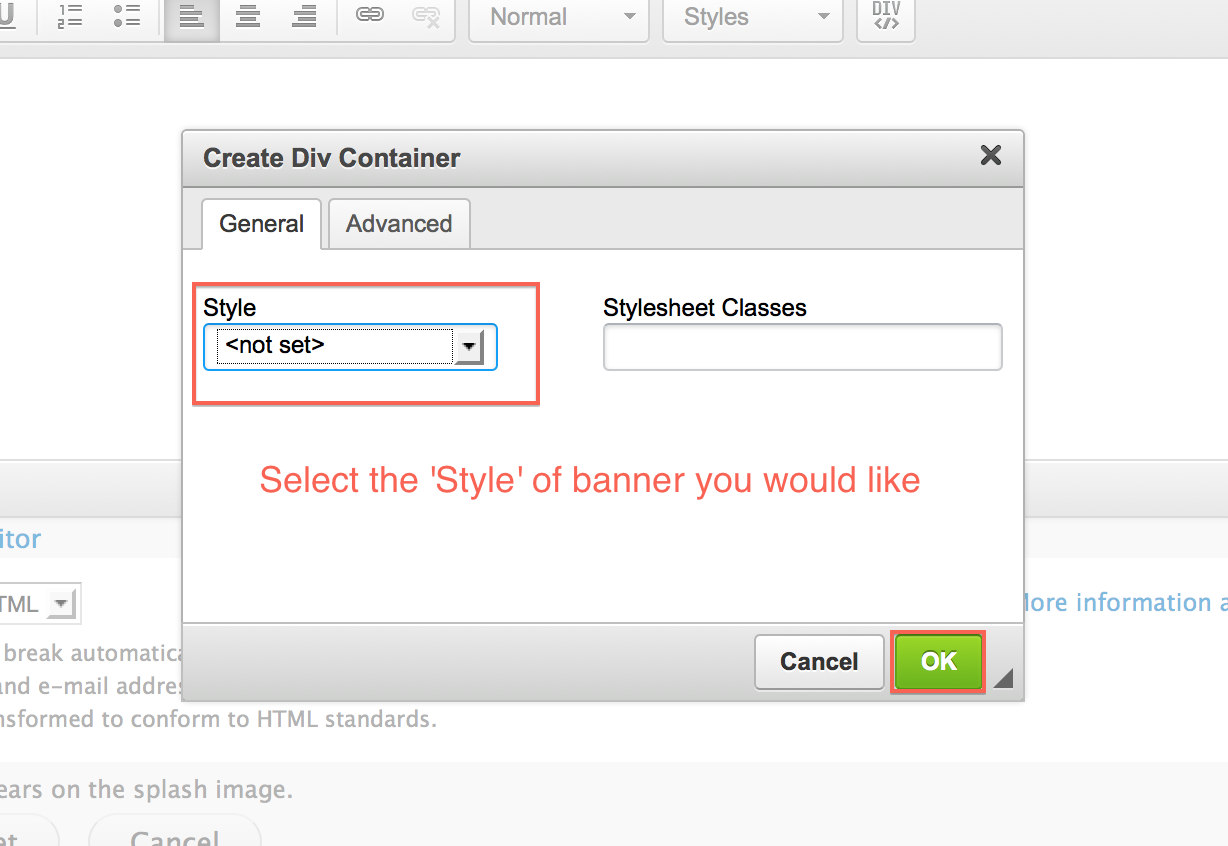 U Normal Styles DIV
Create Div Container
General Advanced
Style Stylesheet Classes
<not set>
Select the 'Style' of banner you would like
itor
TML
ore information a
break automatica
and e-mail addres
nsformed to conform to HTML standards.
Cancel OK
ears on the splash image.
et Cancel